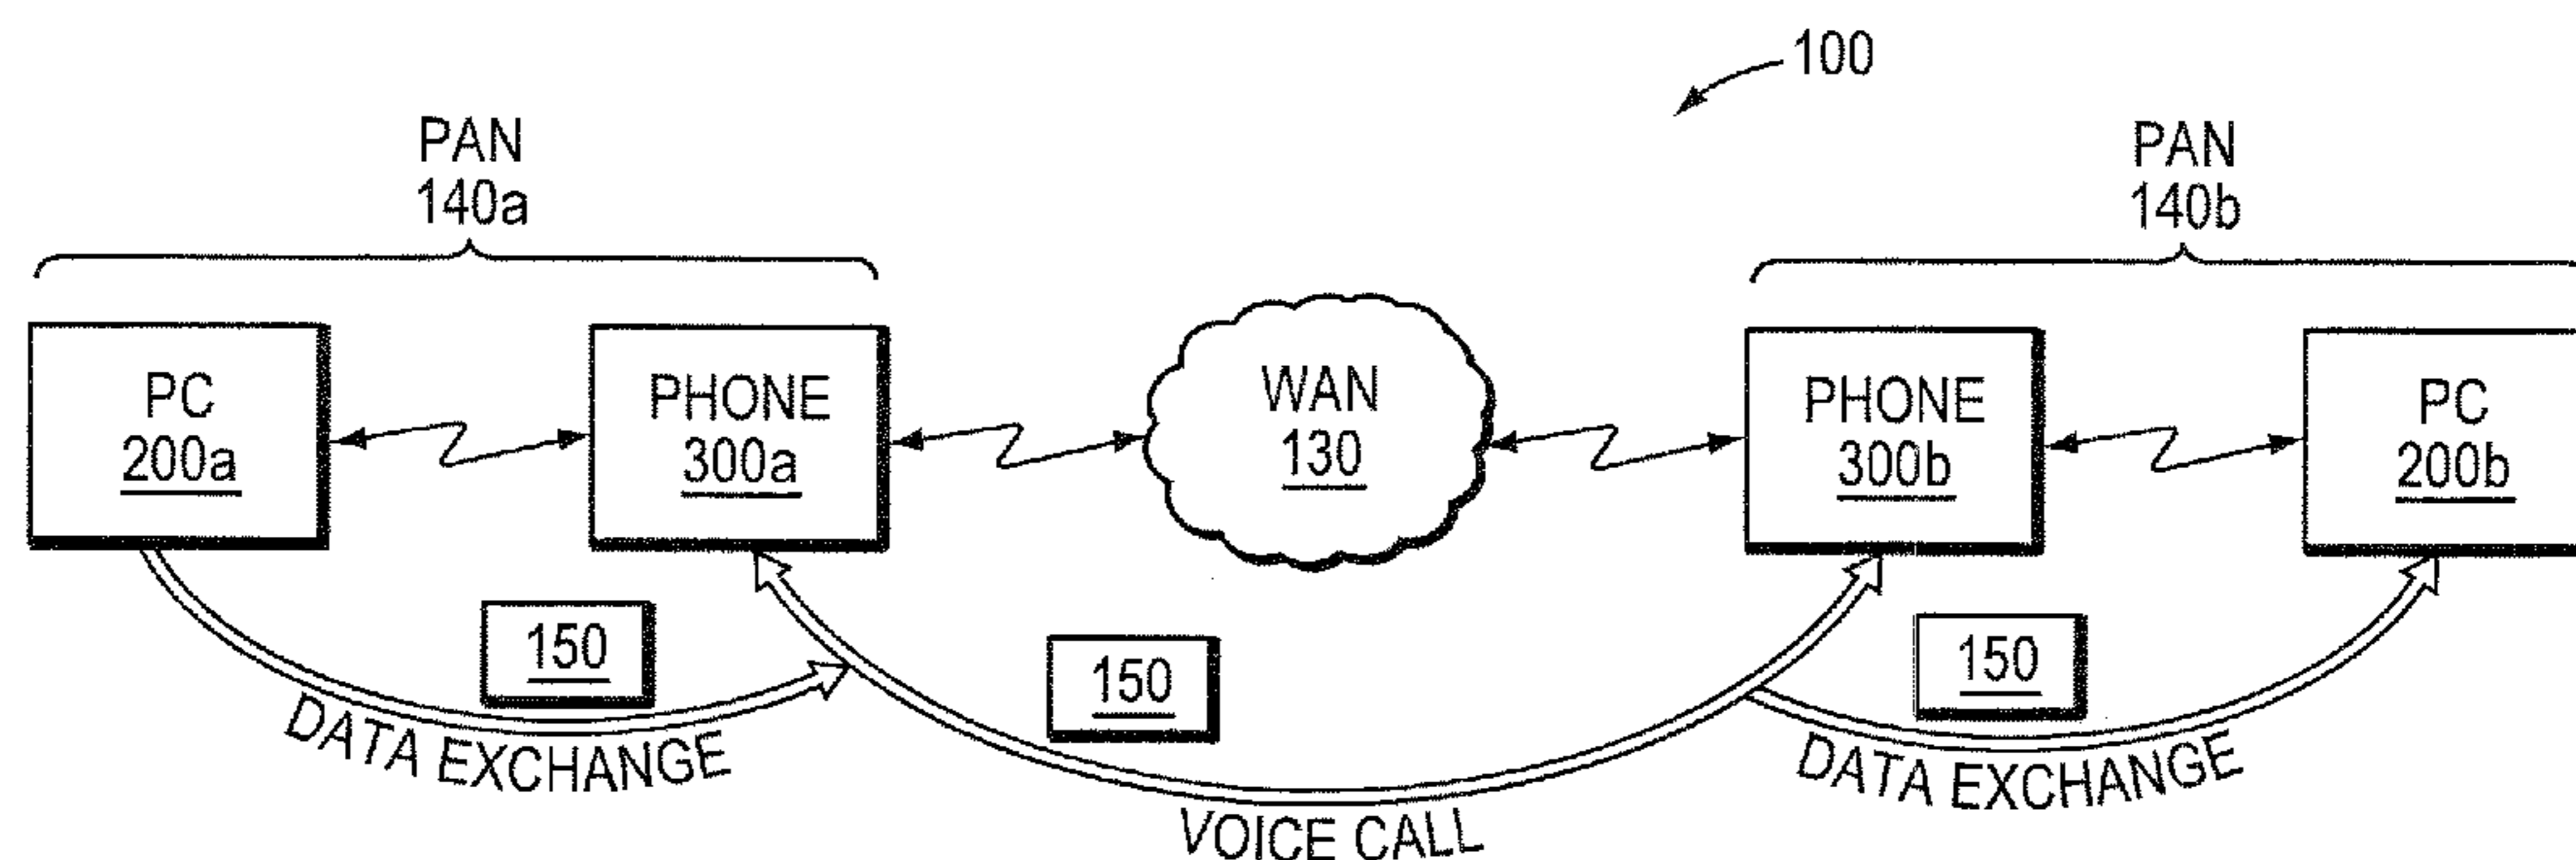 100
PAN
140a
PAN
140b
PC
200a
PHONE
300a
WAN
130
PHONE
300b
PC
200b
150
150
150
DATA EXCHANGE
VOICE CALL
DATA EXCHANGE